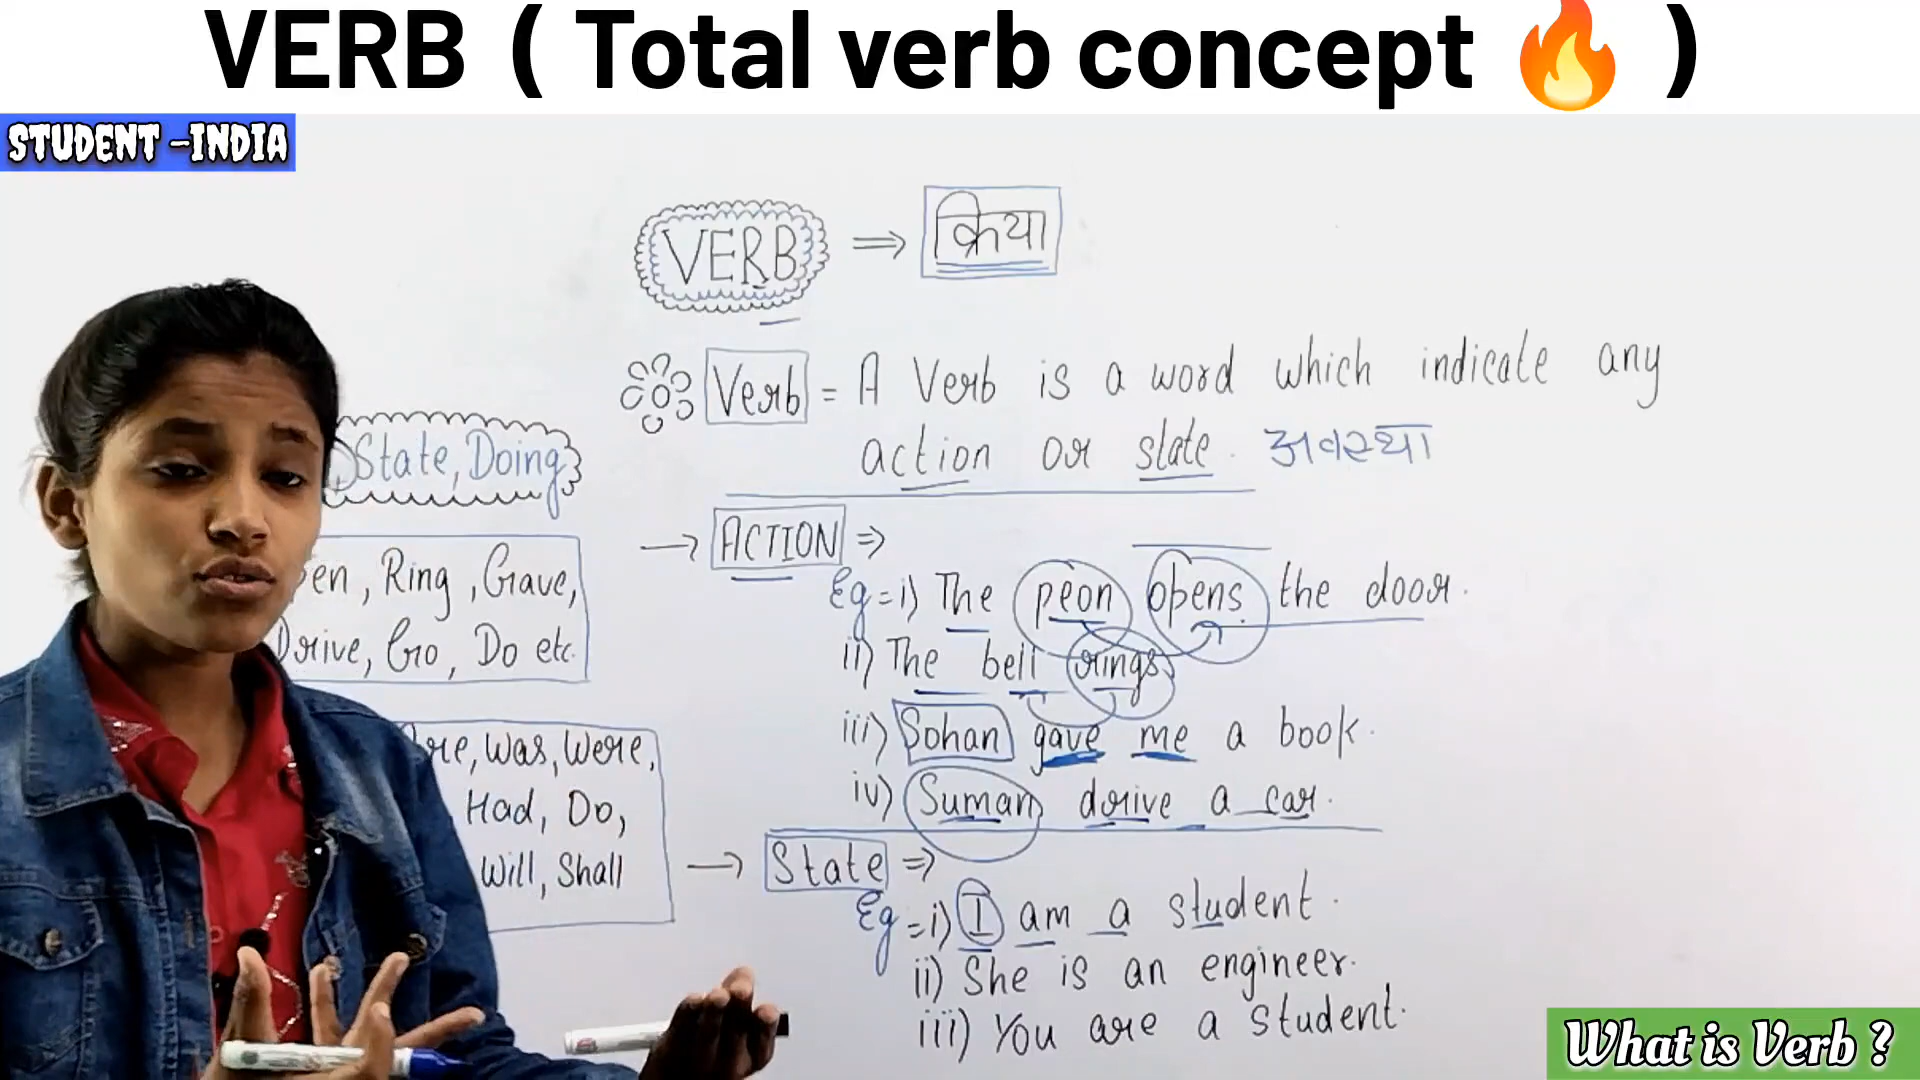 VERB ( Total verb concept 🔥 )
STUDENT -INDIA
VERB ⇒ क्रिया
Verb = A Verb is a word which indicate any
action or state. अवस्था
State, Doing
Ring, Gave,
Drive, Go, Do etc.
Was, Were,
Had, Do,
Will, Shall
→ ACTION ⇒
Eg = i) The peon opens the door.
ii) The bell rings.
iii) Sohan gave me a book.
iv) Suman drive a car.
→ State ⇒
Eg = i) I am a student.
ii) She is an engineer.
iii) You are a student.
What is Verb ?